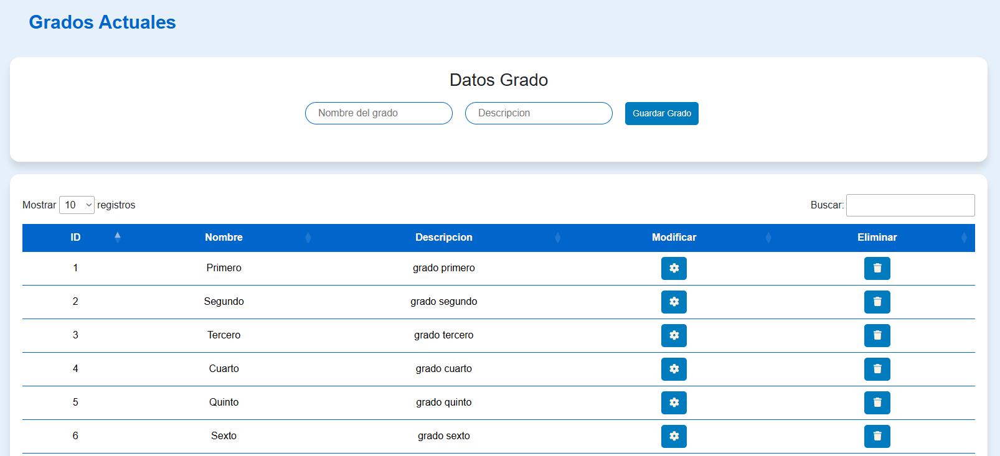 Grados Actuales
Datos Grado
Nombre del grado Descripcion Guardar Grado
Mostrar 10 registros Buscar:
ID Nombre Descripcion Modificar Eliminar
1 Primero grado primero
2 Segundo grado segundo
3 Tercero grado tercero
4 Cuarto grado cuarto
5 Quinto grado quinto
6 Sexto grado sexto